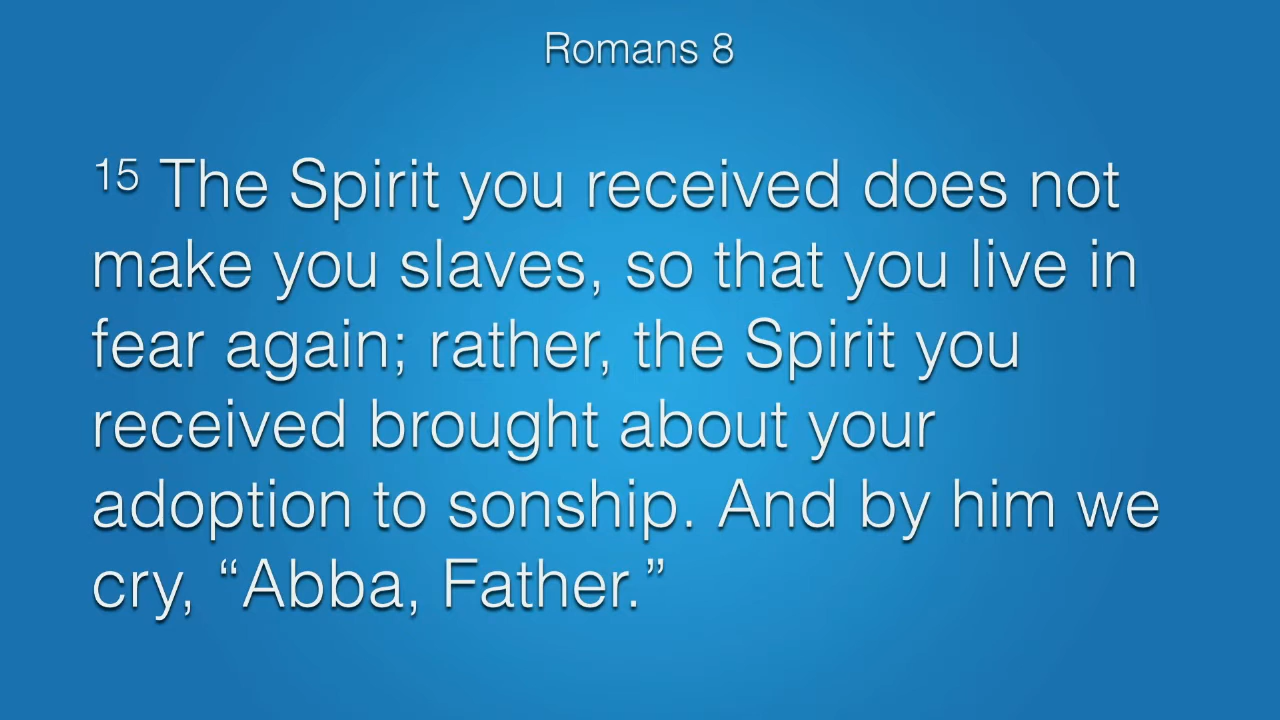 Romans 8
15 The Spirit you received does not
make you slaves, so that you live in
fear again; rather, the Spirit you
received brought about your
adoption to sonship. And by him we
cry, “Abba, Father.”